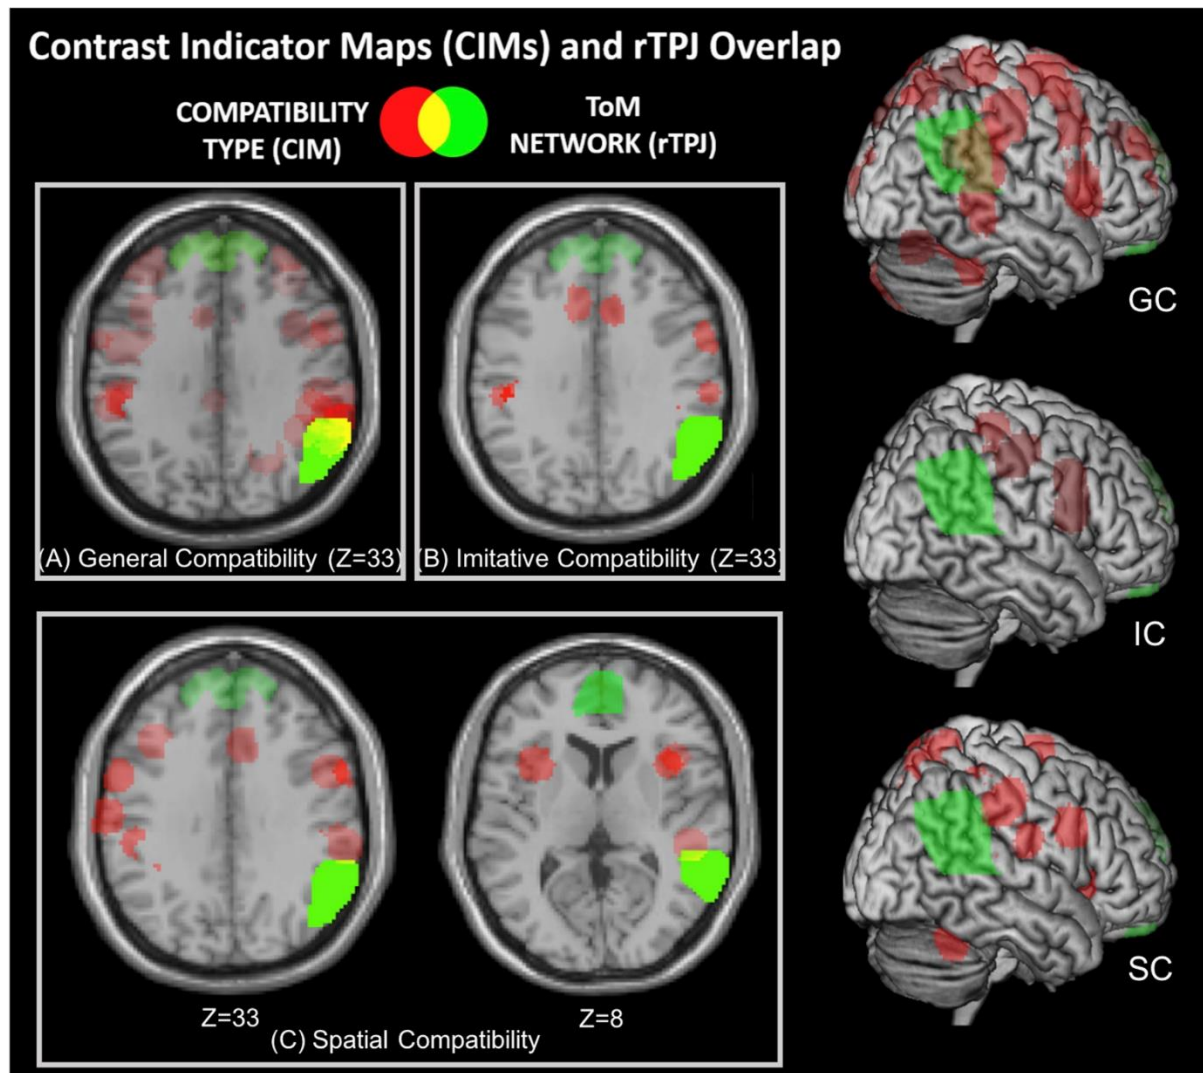 Contrast Indicator Maps (CIMs) and rTPJ Overlap
COMPATIBILITY
TYPE (CIM)
ToM
NETWORK (rTPJ)
(A) General Compatibility (Z=33)
(B) Imitative Compatibility (Z=33)
Z=33
Z=8
(C) Spatial Compatibility
GC
IC
SC